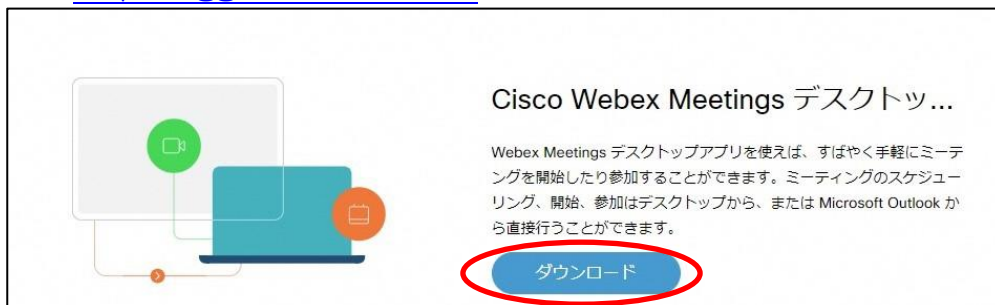 Cisco Webex Meetings デスクトッ...
Webex Meetings デスクトップアプリを使えば、すばやく手軽にミーテ
ィングを開始したり参加することができます。ミーティングのスケジュー
リング、開始、参加はデスクトップから、または Microsoft Outlook か
ら直接行うことができます。
ダウンロード